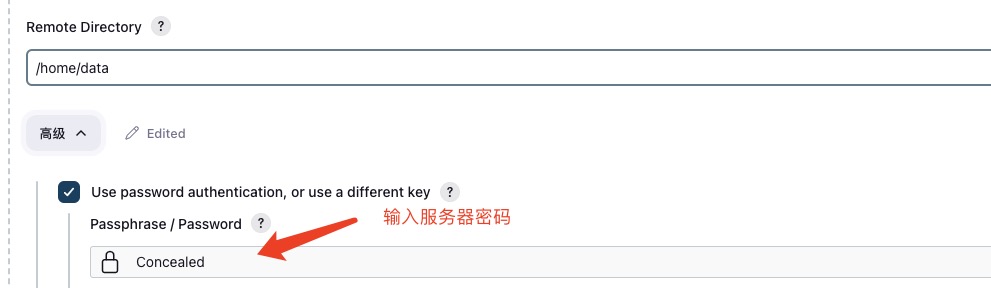 Remote Directory ?
/home/data
高级 Edited
Use password authentication, or use a different key ?
Passphrase / Password ?
输入服务器密码
Concealed